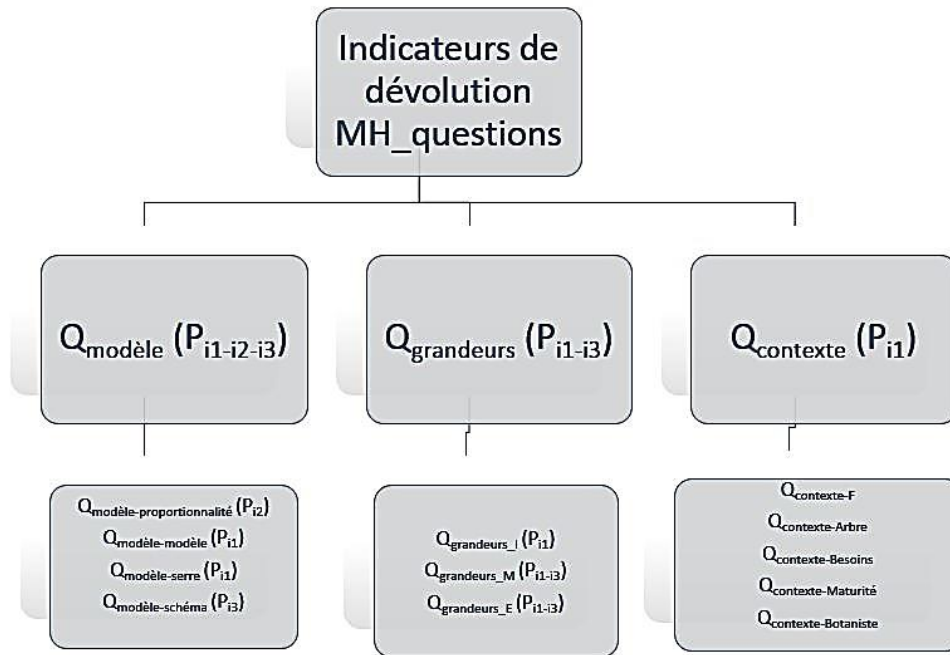 Indicateurs de
dévolution
MH_questions
Qmodèle (Pi1-i2-i3)
Qgrandeurs (Pi1-i3)
Qcontexte (Pi1)
Qmodèle-proportionnalité (Pi2)
Qmodèle-modèle (Pi1)
Qmodèle-serre (Pi1)
Qmodèle-schéma (Pi3)
Qgrandeurs_I (Pi1)
Qgrandeurs_M (Pi1-i3)
Qgrandeurs_E (Pi1-i3)
Qcontexte-F
Qcontexte-Arbre
Qcontexte-Besoins
Qcontexte-Maturité
Qcontexte-Botaniste